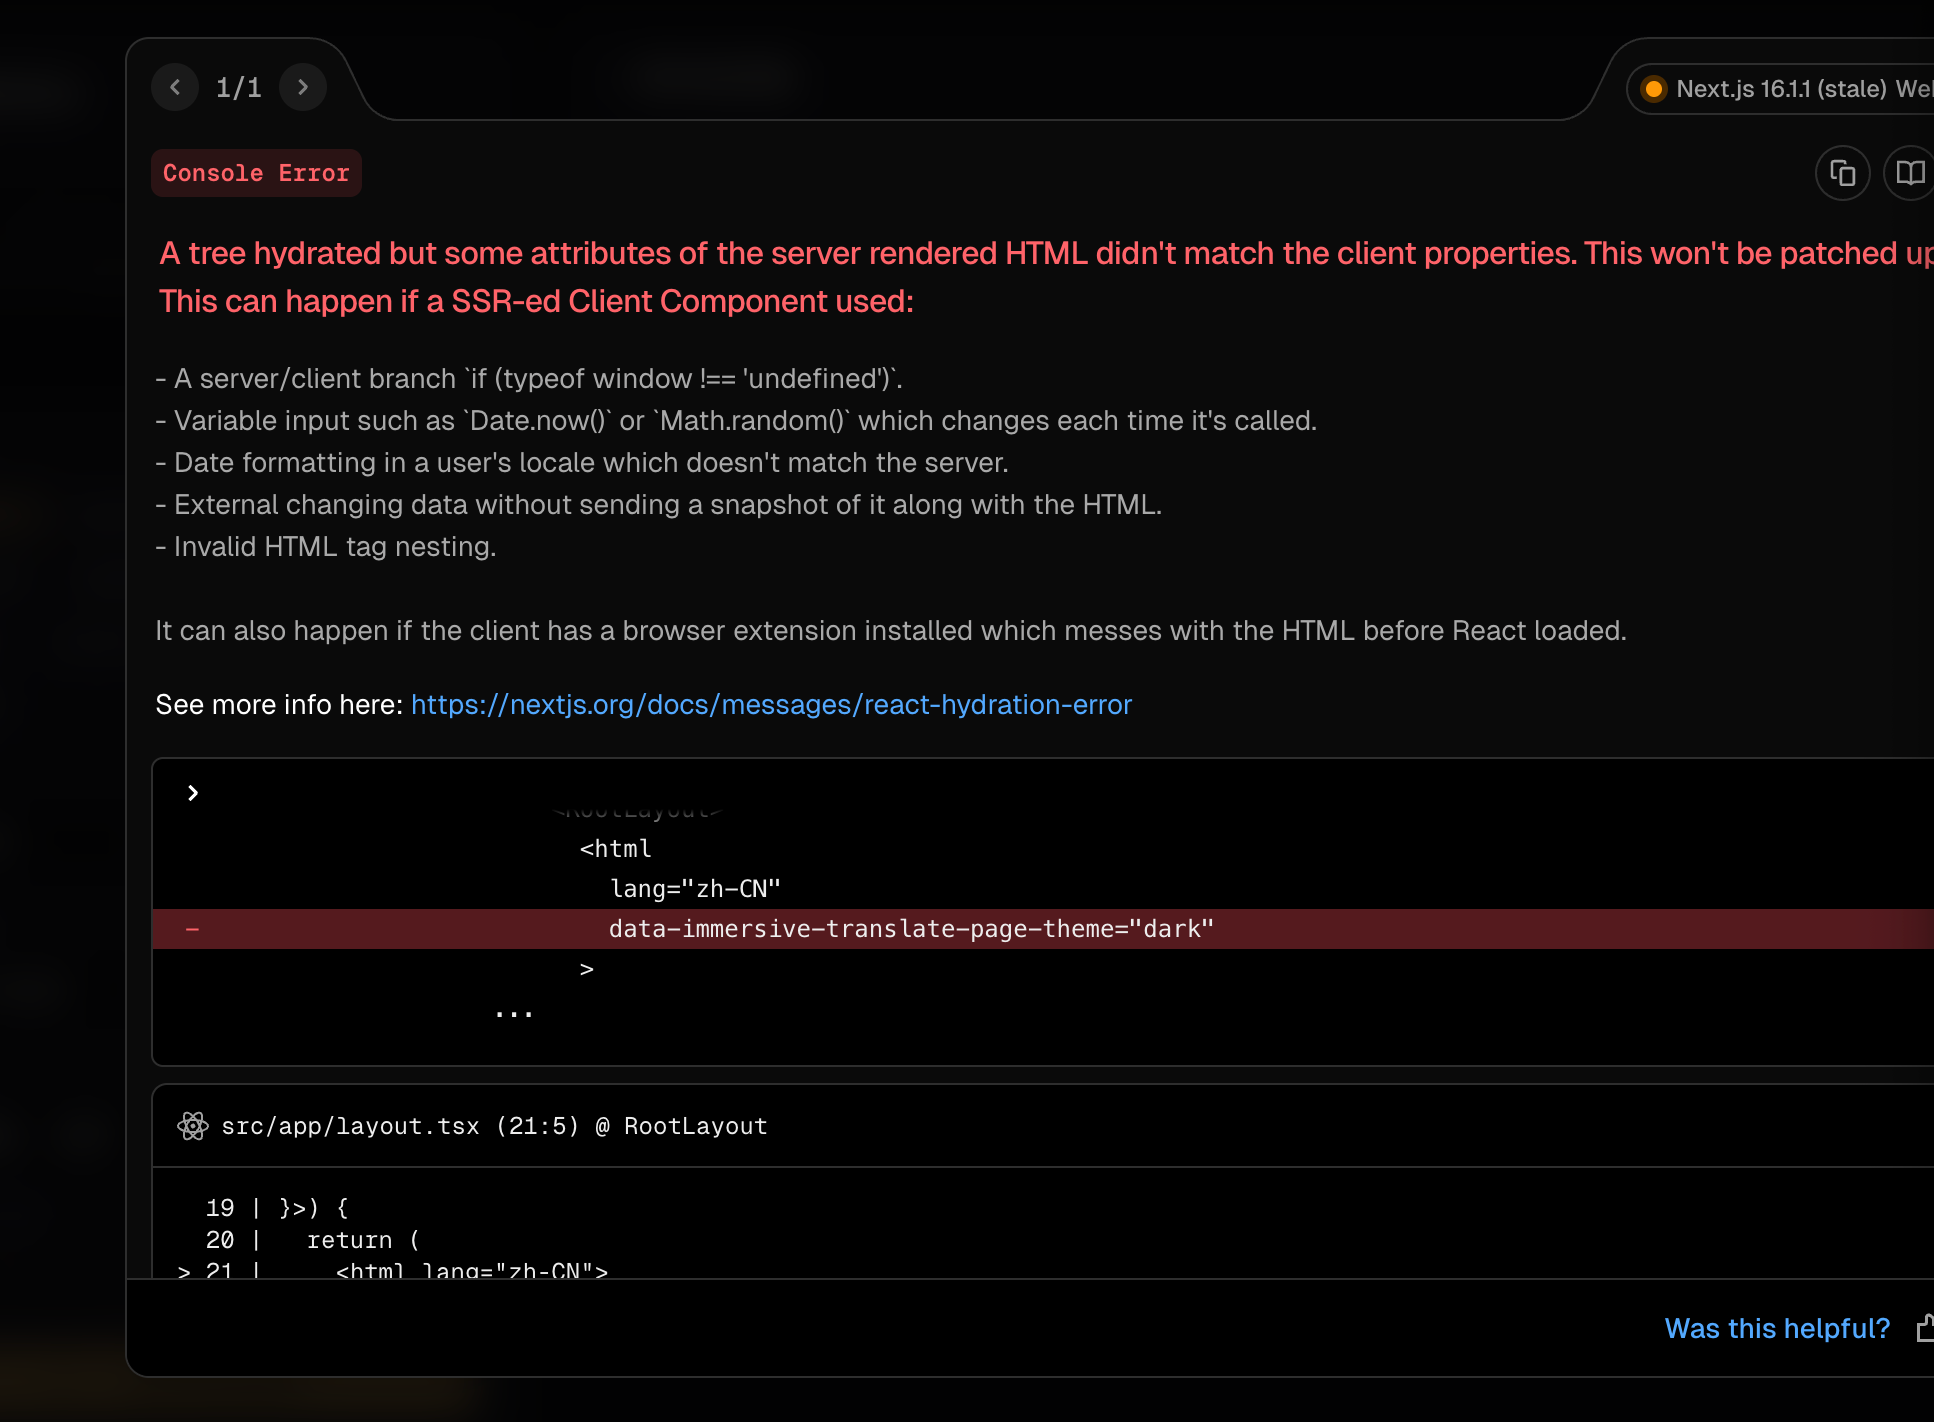 1/1
Next.js 16.1.1 (stale)
Console Error
A tree hydrated but some attributes of the server rendered HTML didn't match the client properties. This won't be patched up
This can happen if a SSR-ed Client Component used:
- A server/client branch `if (typeof window !== 'undefined')`.
- Variable input such as `Date.now()` or `Math.random()` which changes each time it's called.
- Date formatting in a user's locale which doesn't match the server.
- External changing data without sending a snapshot of it along with the HTML.
- Invalid HTML tag nesting.
It can also happen if the client has a browser extension installed which messes with the HTML before React loaded.
See more info here: https://nextjs.org/docs/messages/react-hydration-error
<RootLayout>
<html
lang="zh-CN"
- data-immersive-translate-page-theme="dark"
>
...
src/app/layout.tsx (21:5) @ RootLayout
19 | }>) {
20 | return (
> 21 | <html lang="zh-CN">
Was this helpful?